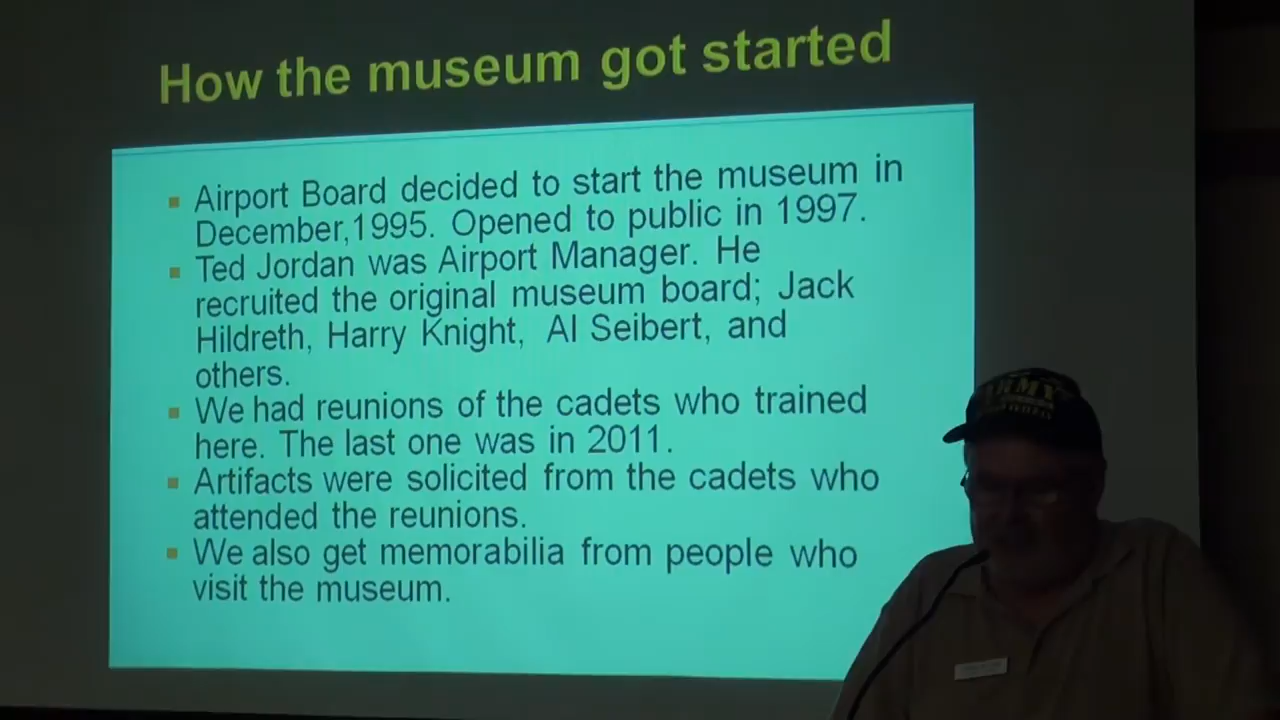 How the museum got started
▪ Airport Board decided to start the museum in
December,1995. Opened to public in 1997.
▪ Ted Jordan was Airport Manager. He
recruited the original museum board; Jack
Hildreth, Harry Knight, Al Seibert, and
others.
▪ We had reunions of the cadets who trained
here. The last one was in 2011.
▪ Artifacts were solicited from the cadets who
attended the reunions.
▪ We also get memorabilia from people who
visit the museum.
ARMY